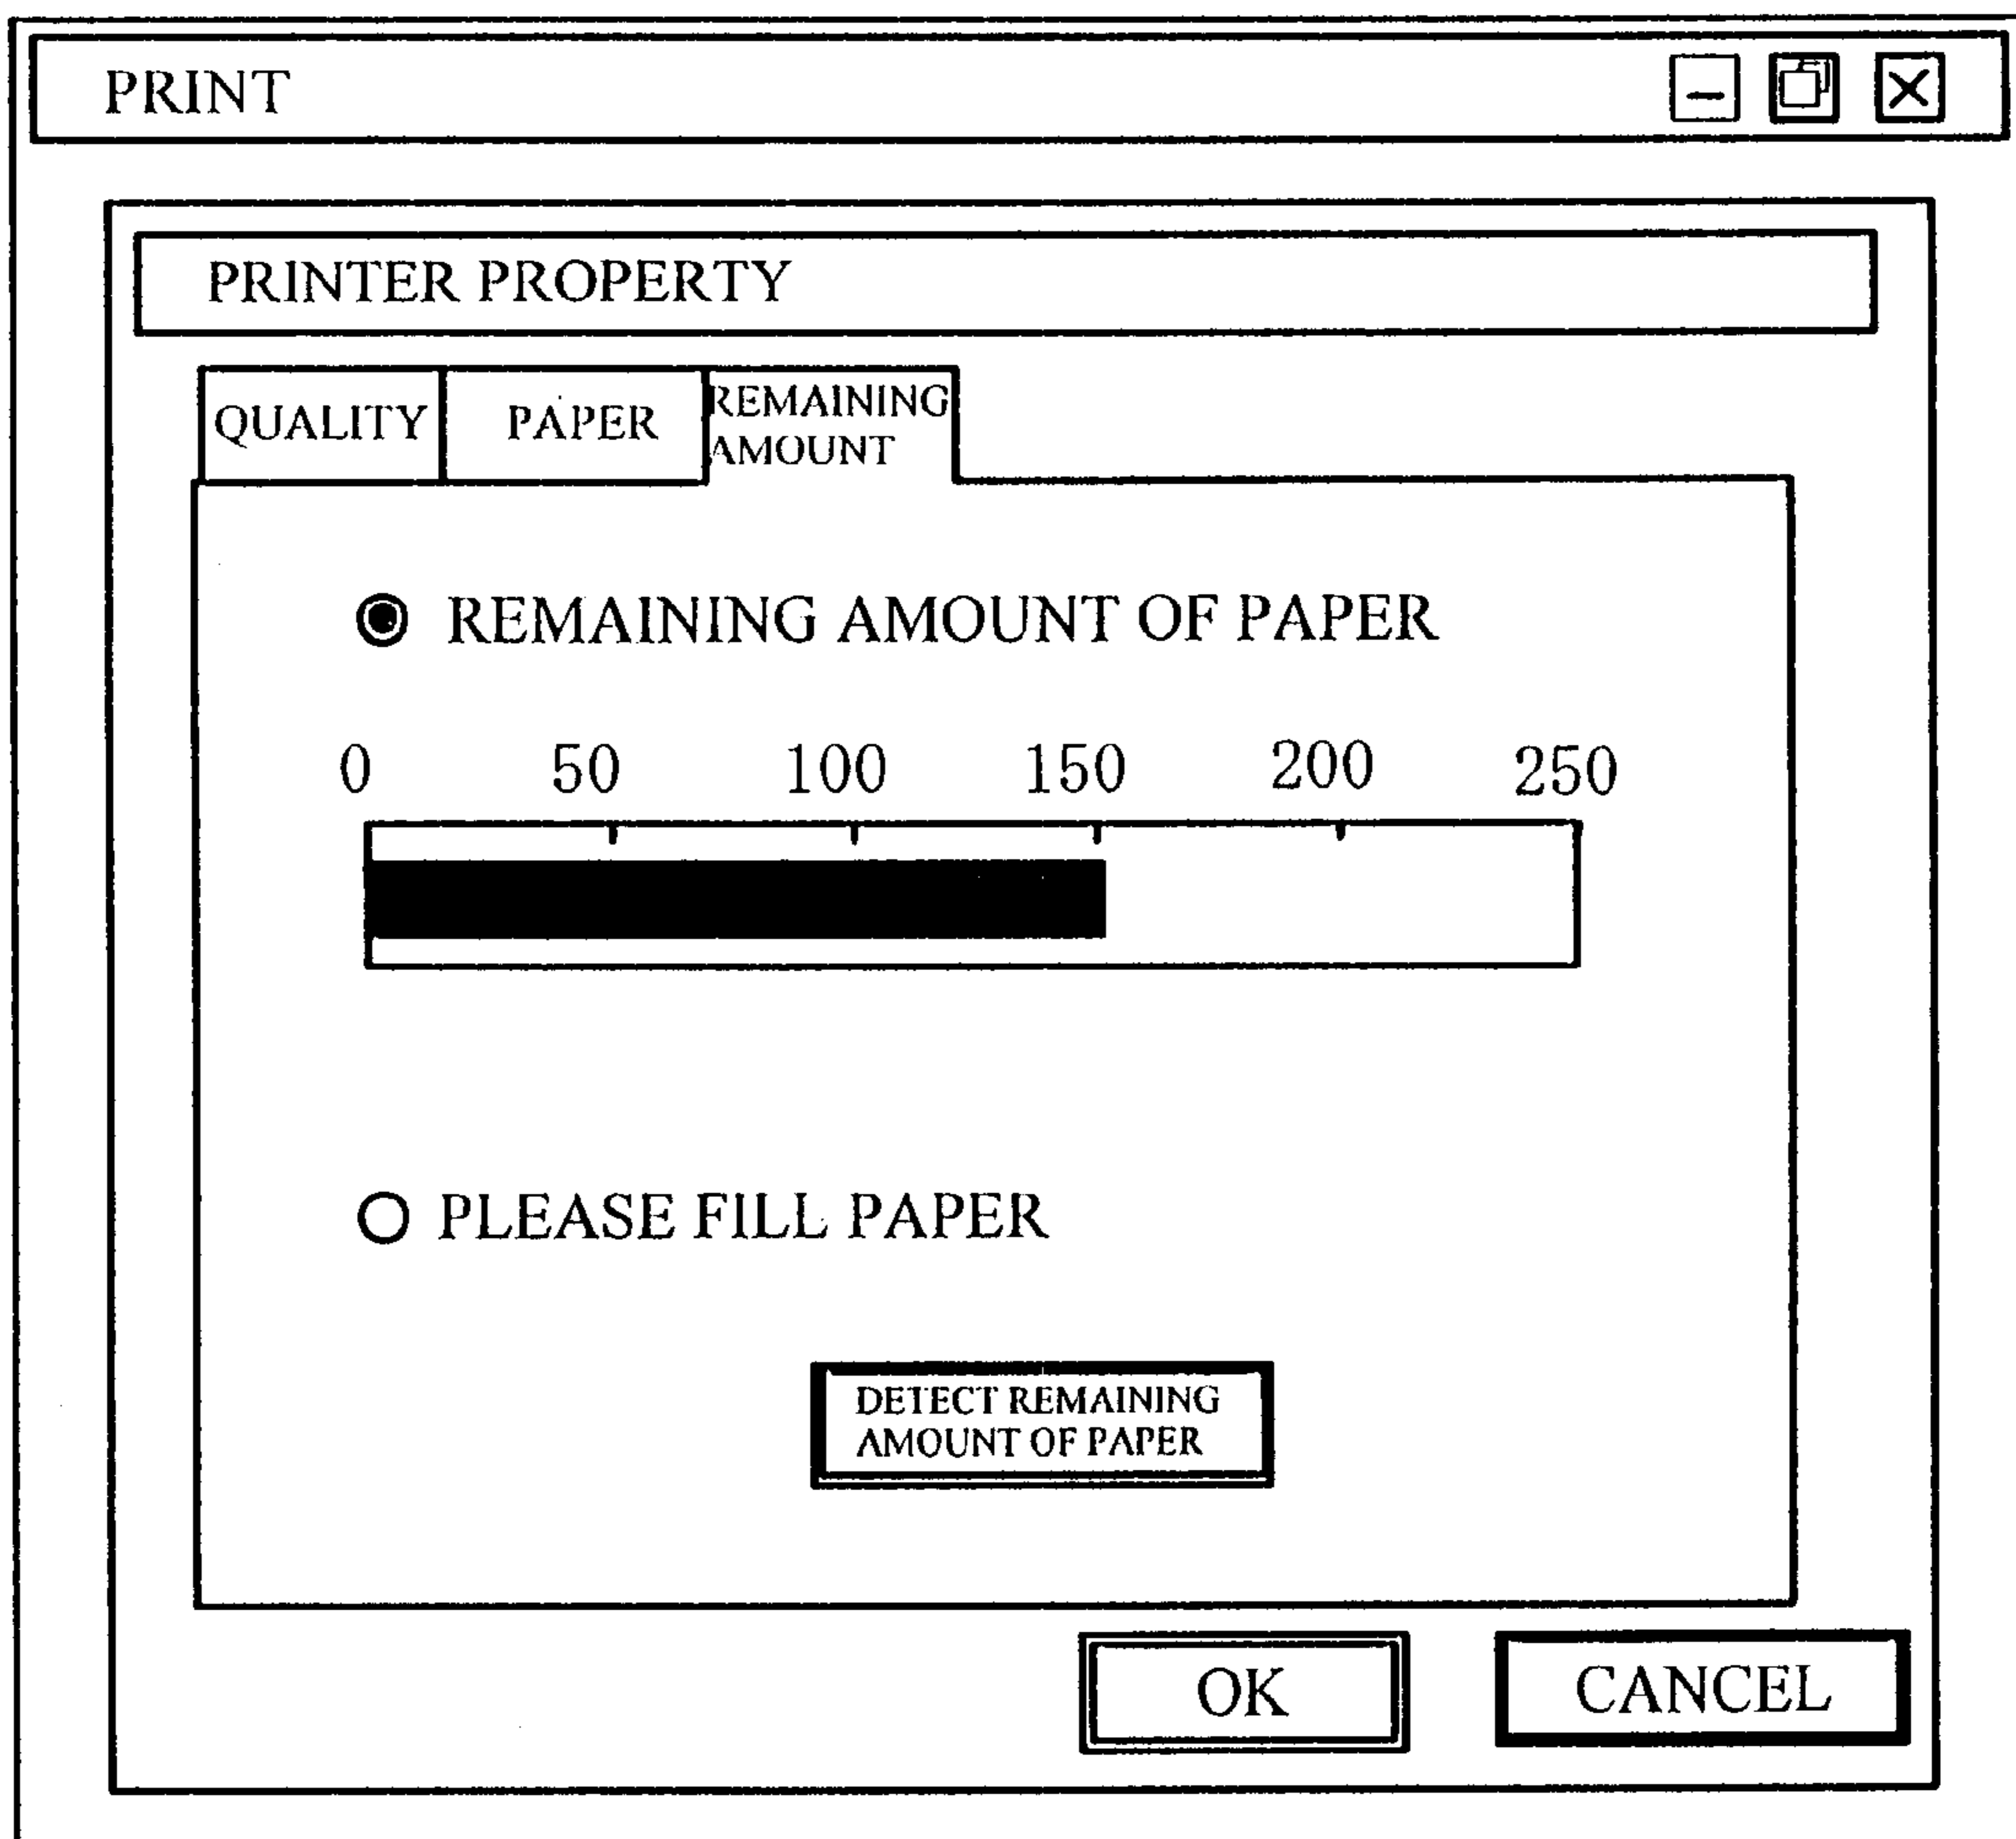 PRINT
PRINTER PROPERTY
QUALITY PAPER REMAINING
AMOUNT
REMAINING AMOUNT OF PAPER
0 50 100 150 200 250
PLEASE FILL PAPER
DETECT REMAINING
AMOUNT OF PAPER
OK CANCEL